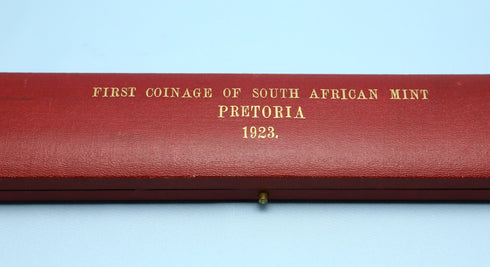 FIRST COINAGE OF SOUTH AFRICAN MINT
PRETORIA
1923.